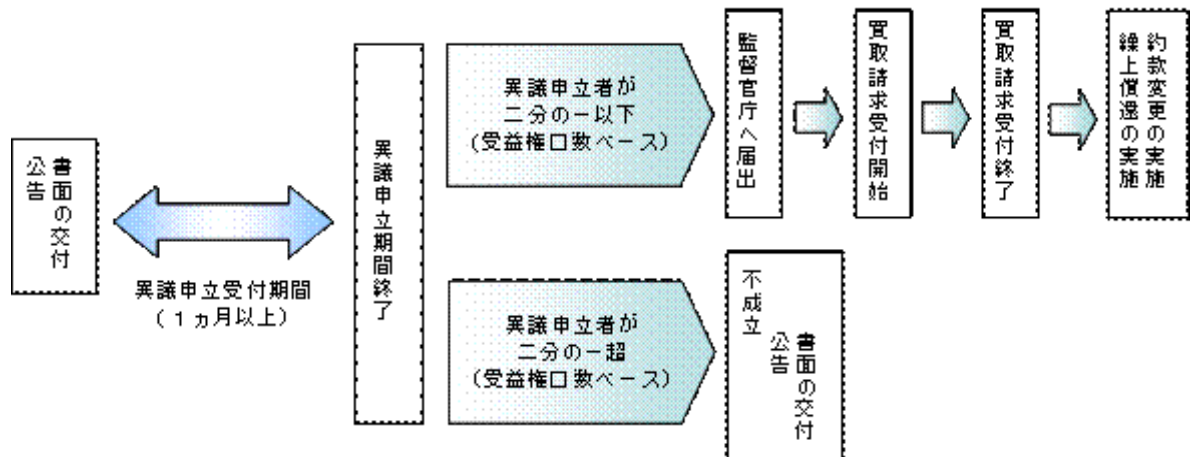 書面の交付
公告
異議申立受付期間
（１ヵ月以上）
異議申立期間終了
異議申立者が
二分の一以下
（受益権口数ベース）
監督官庁へ届出
買取請求受付開始
買取請求受付終了
約款変更の実施
繰上償還の実施
異議申立者が
二分の一超
（受益権口数ベース）
不成立
書面の交付
公告